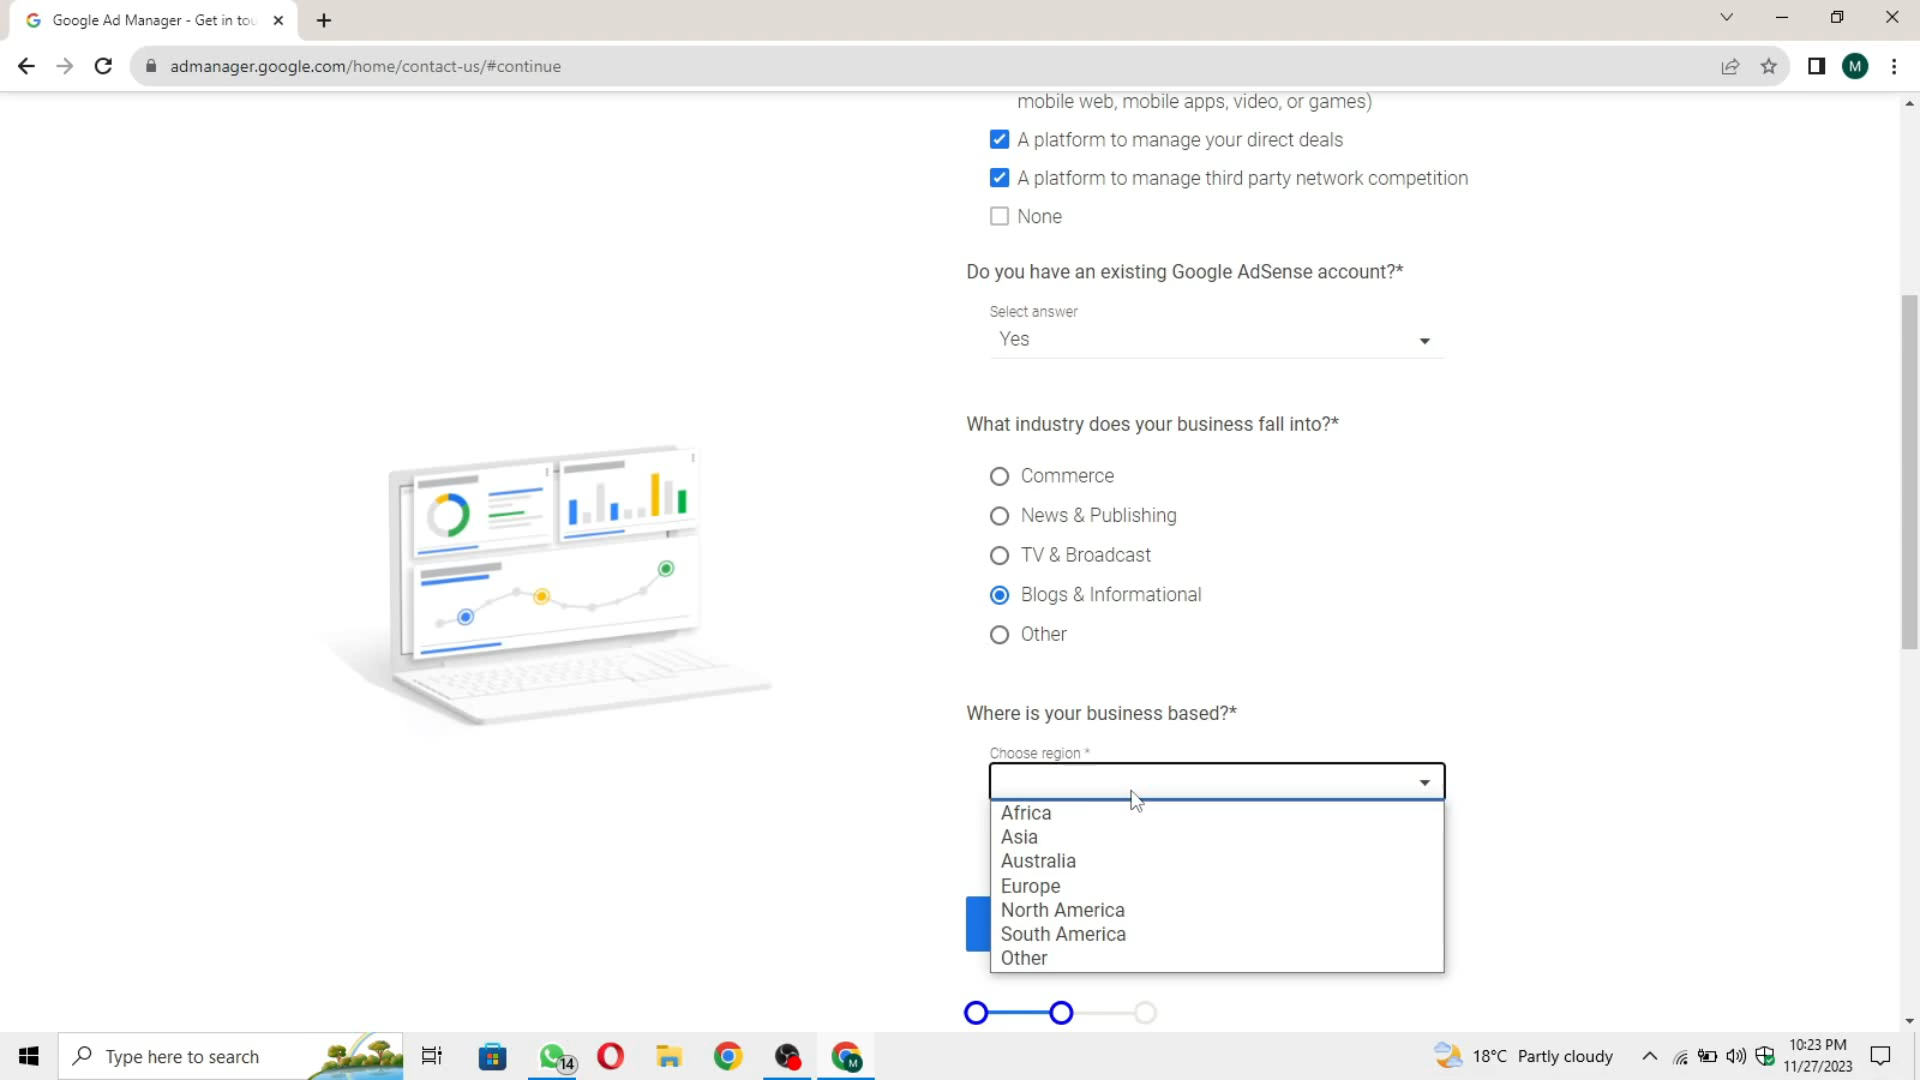 Google Ad Manager - Get in tou
admanager.google.com/home/contact-us/#continue
M
mobile web, mobile apps, video, or games)
A platform to manage your direct deals
A platform to manage third party network competition
None
Do you have an existing Google AdSense account?*
Select answer
Yes
What industry does your business fall into?*
Commerce
News & Publishing
TV & Broadcast
Blogs & Informational
Other
Where is your business based?*
Choose region *
Africa
Asia
Australia
Europe
North America
South America
Other
Type here to search
14
M
18°C Partly cloudy
10:23 PM
11/27/2023